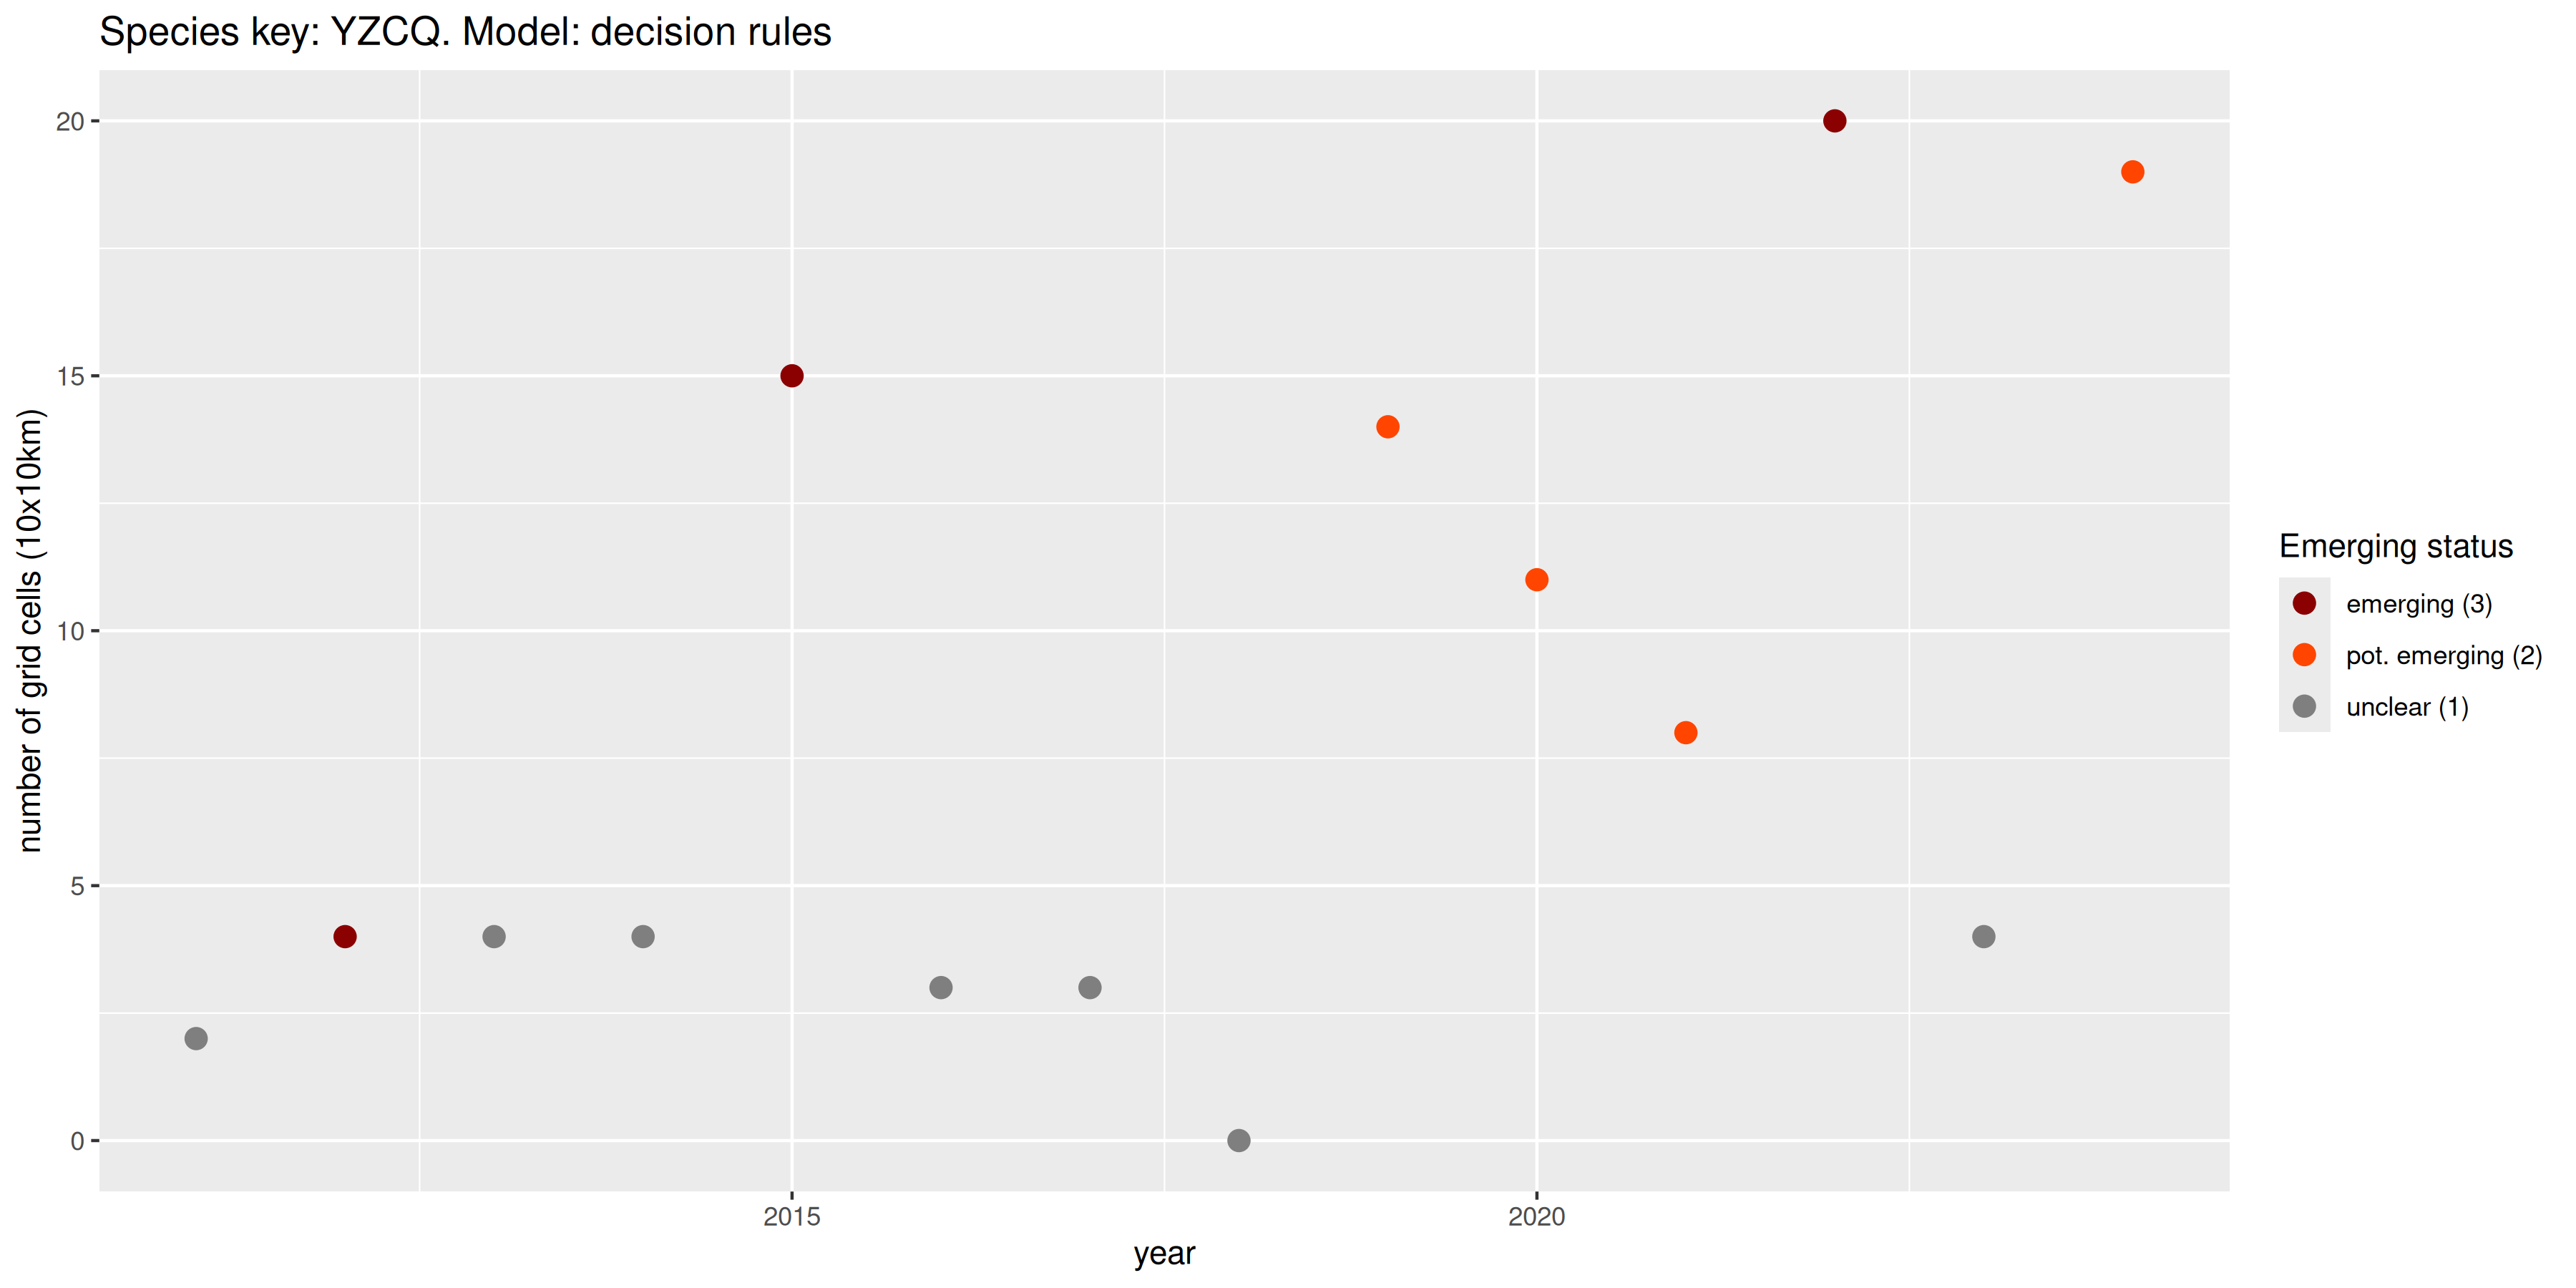 Species key: YZCQ. Model: decision rules
20
15
10
5
0
number of grid cells (10x10km)
2015
2020
year
Emerging status
emerging (3)
pot. emerging (2)
unclear (1)